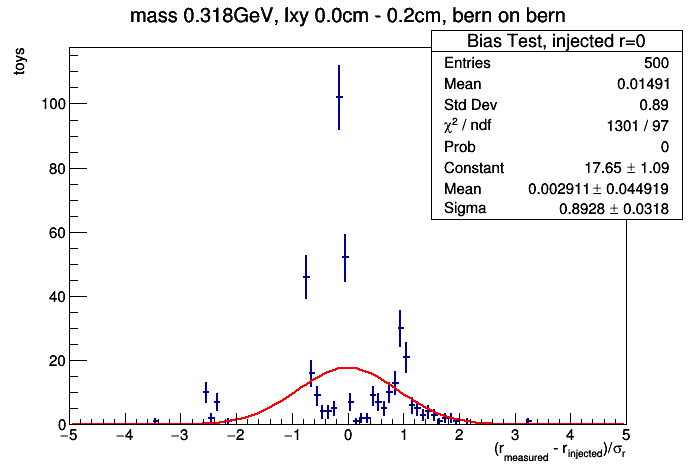 mass 0.318GeV, lxy 0.0cm - 0.2cm, bern on bern
Bias Test, injected r=0
Entries 500
Mean 0.01491
Std Dev 0.89
χ² / ndf 1301 / 97
Prob 0
Constant 17.65 ± 1.09
Mean 0.002911 ± 0.044919
Sigma 0.8928 ± 0.0318
toys
100
80
60
40
20
0
−5 −4 −3 −2 −1 0 1 2 3 4 5
(r_measured - r_injected)/σ_r